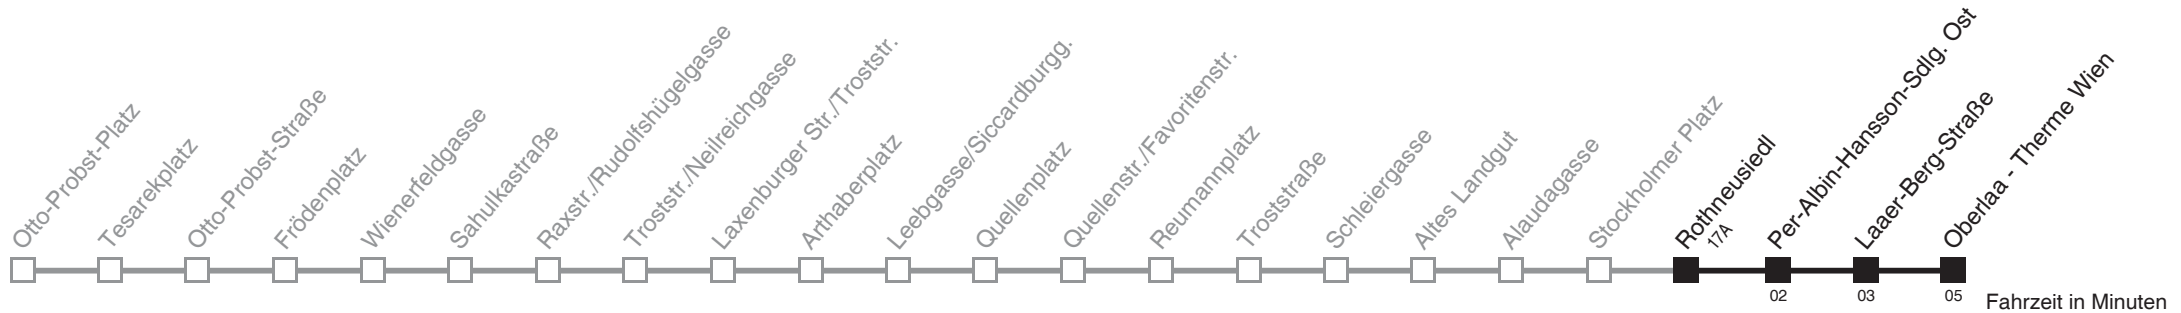 Otto-Probst-Platz
Tesarekplatz
Otto-Probst-Straße
Frödenplatz
Wienerfeldgasse
Sahulkastraße
Raxstr./Rudolfshügelgasse
Troststr./Neilreichgasse
Laxenburger Str./Troststr.
Arthaberplatz
Leebgasse/Siccardburgg.
Quellenplatz
Quellenstr./Favoritenstr.
Reumannplatz
Troststraße
Schleiergasse
Altes Landgut
Alaudagasse
Stockholmer Platz
Rothneusiedl
17A
Per-Albin-Hansson-Sdlg. Ost
Laaer-Berg-Straße
Oberlaa - Therme Wien
02
03
05
Fahrzeit in Minuten